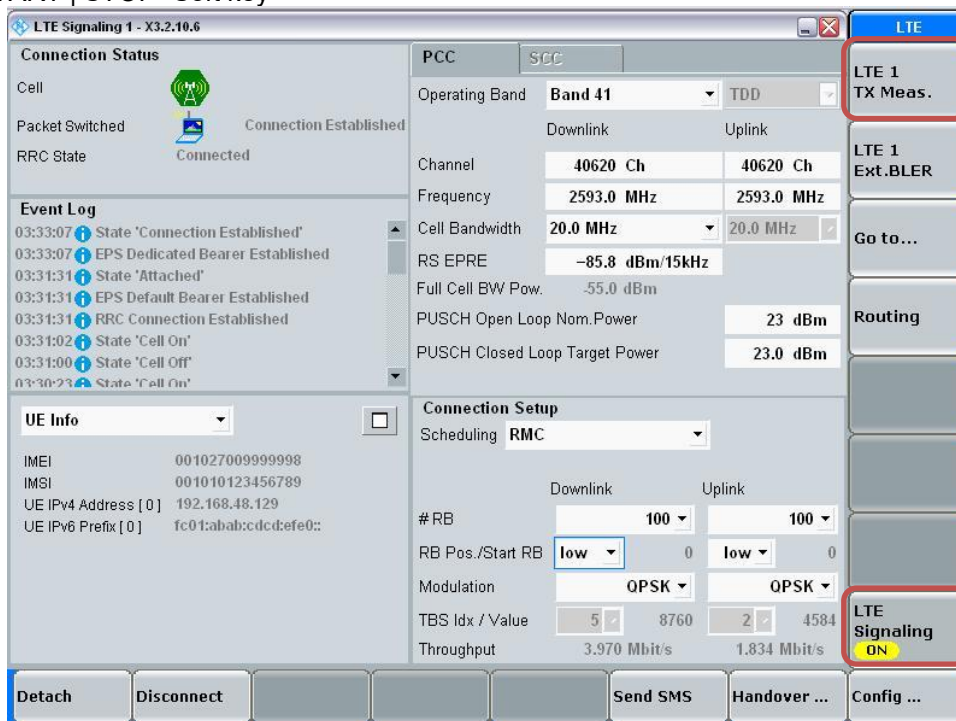 LTE Signaling 1 - X3.2.10.6
LTE
Connection Status
Cell
Packet Switched Connection Established
RRC State Connected
Event Log
03:33:07 State 'Connection Established'
03:33:07 EPS Dedicated Bearer Established
03:31:31 State 'Attached'
03:31:31 EPS Default Bearer Established
03:31:31 RRC Connection Established
03:31:02 State 'Cell On'
03:31:00 State 'Cell Off'
03:30:23 State 'Cell On'
UE Info
IMEI 001027009999998
IMSI 001010123456789
UE IPv4 Address [ 0 ] 192.168.48.129
UE IPv6 Prefix [ 0 ] fc01:abab:cdcd:efe0::
PCC SCC
Operating Band Band 41 TDD
Downlink Uplink
Channel 40620 Ch 40620 Ch
Frequency 2593.0 MHz 2593.0 MHz
Cell Bandwidth 20.0 MHz 20.0 MHz
RS EPRE -85.8 dBm/15kHz
Full Cell BW Pow. -55.0 dBm
PUSCH Open Loop Nom.Power 23 dBm
PUSCH Closed Loop Target Power 23.0 dBm
Connection Setup
Scheduling RMC
Downlink Uplink
# RB 100 100
RB Pos./Start RB low 0 low 0
Modulation QPSK QPSK
TBS Idx / Value 5 8760 2 4584
Throughput 3.970 Mbit/s 1.834 Mbit/s
LTE 1
TX Meas.
LTE 1
Ext.BLER
Go to...
Routing
LTE
Signaling
ON
Detach Disconnect Send SMS Handover ... Config ...